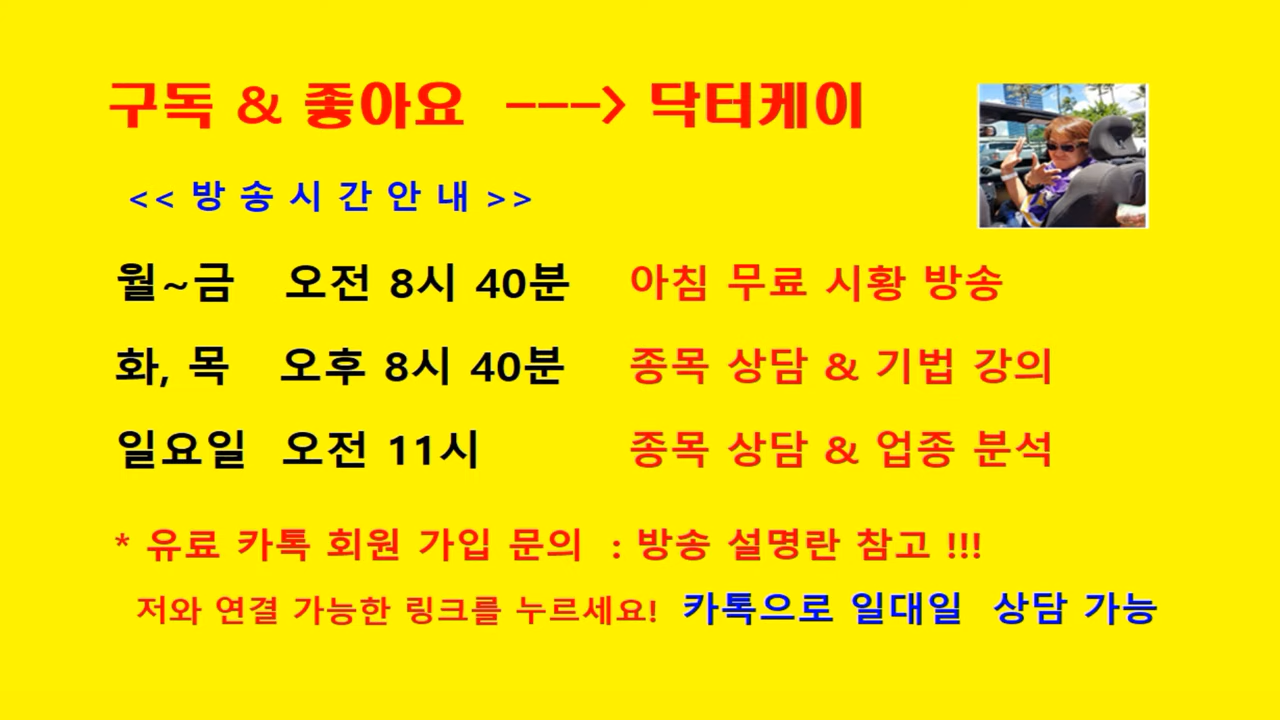 구독 & 좋아요 ---> 닥터케이
<< 방 송 시 간 안 내 >>
월~금 오전 8시 40분 아침 무료 시황 방송
화, 목 오후 8시 40분 종목 상담 & 기법 강의
일요일 오전 11시 종목 상담 & 업종 분석
* 유료 카톡 회원 가입 문의 : 방송 설명란 참고 !!!
저와 연결 가능한 링크를 누르세요! 카톡으로 일대일 상담 가능